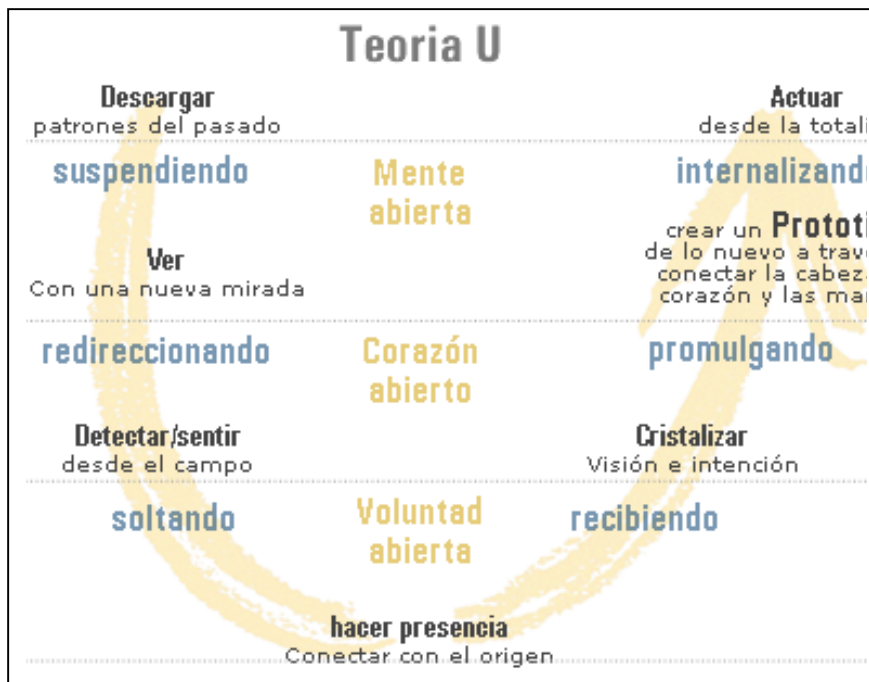 Teoria U
Descargar
patrones del pasado
Actuar
desde la totali
suspendiendo
Mente
abierta
internalizand
Ver
Con una nueva mirada
crear un Prototi
de lo nuevo a trav
conectar la cabez
corazón y las ma
redireccionando
Corazón
abierto
promulgando
Detectar/sentir
desde el campo
Cristalizar
Visión e intención
soltando
Voluntad
abierta
recibiendo
hacer presencia
Conectar con el origen